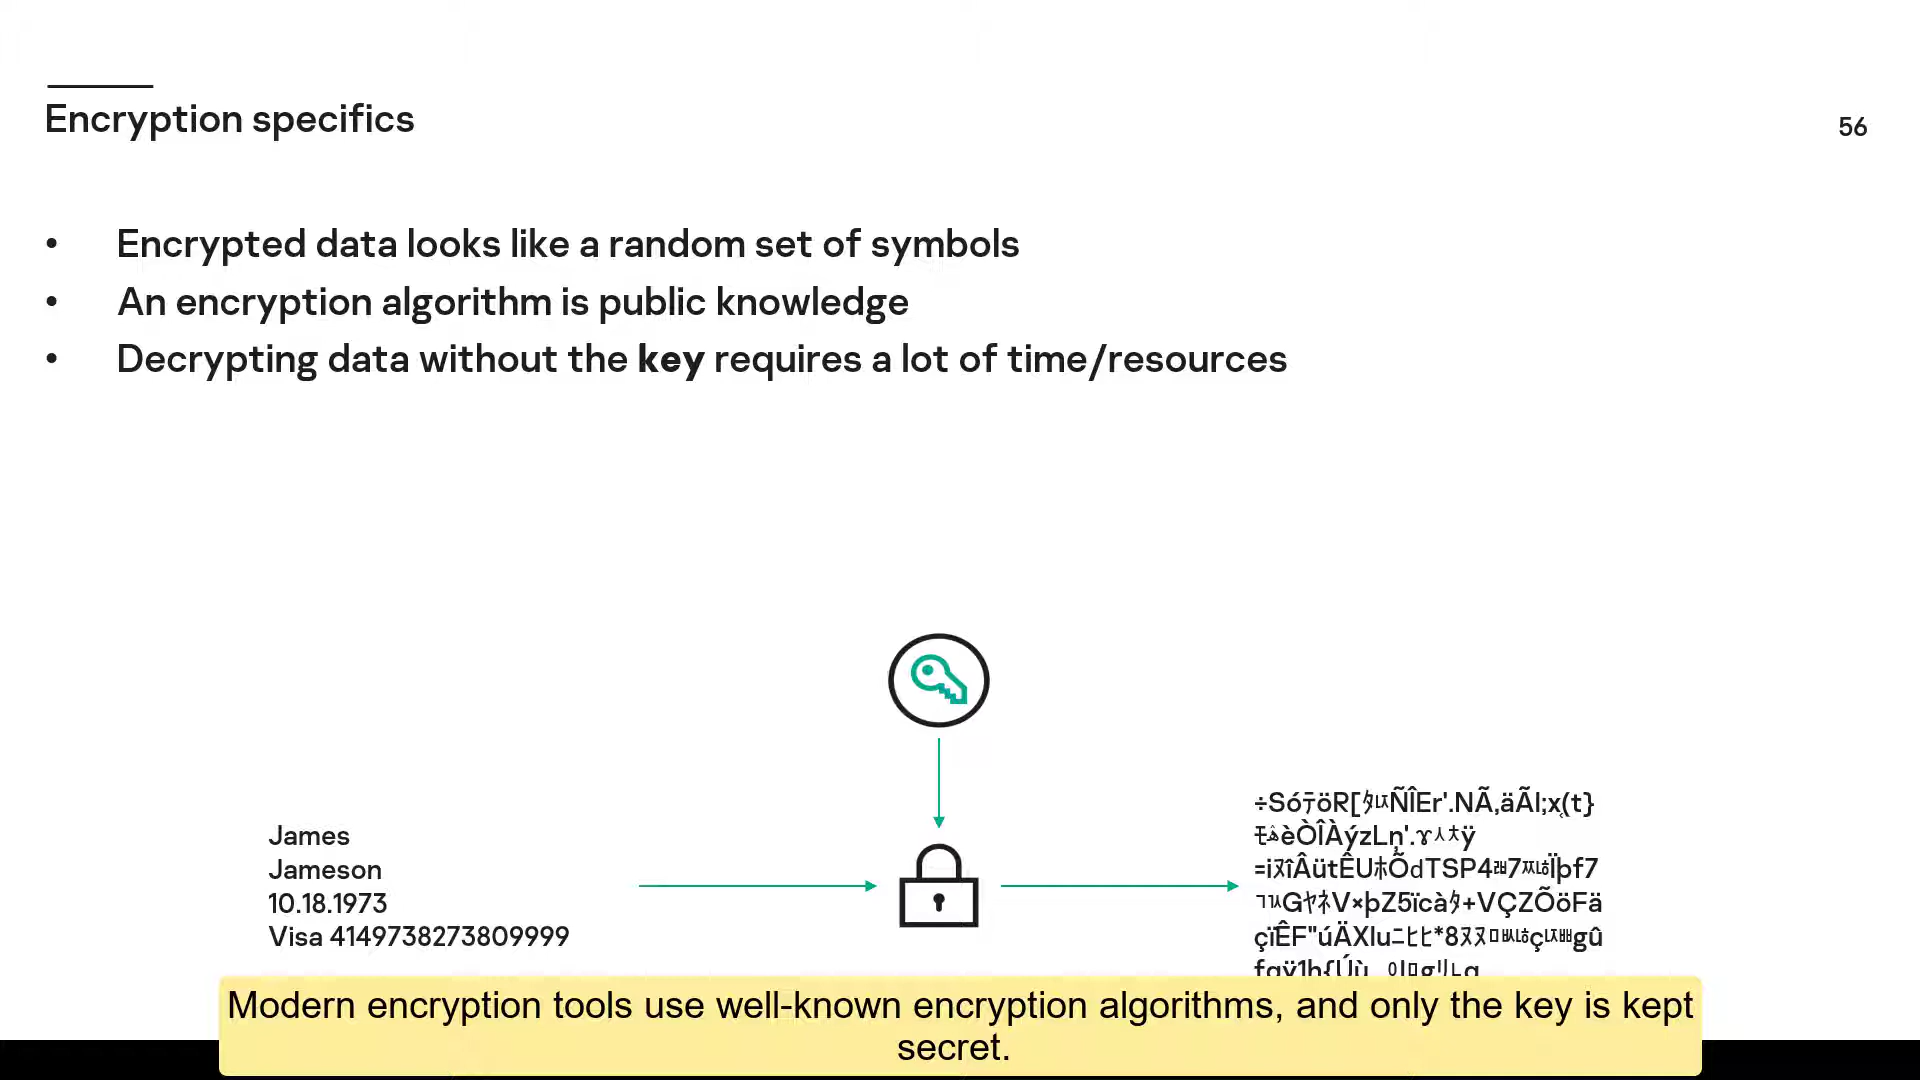 Encryption specifics
56
• Encrypted data looks like a random set of symbols
• An encryption algorithm is public knowledge
• Decrypting data without the key requires a lot of time/resources
James
Jameson
10.18.1973
Visa 4149738273809999
Modern encryption tools use well-known encryption algorithms, and only the key is kept
secret.